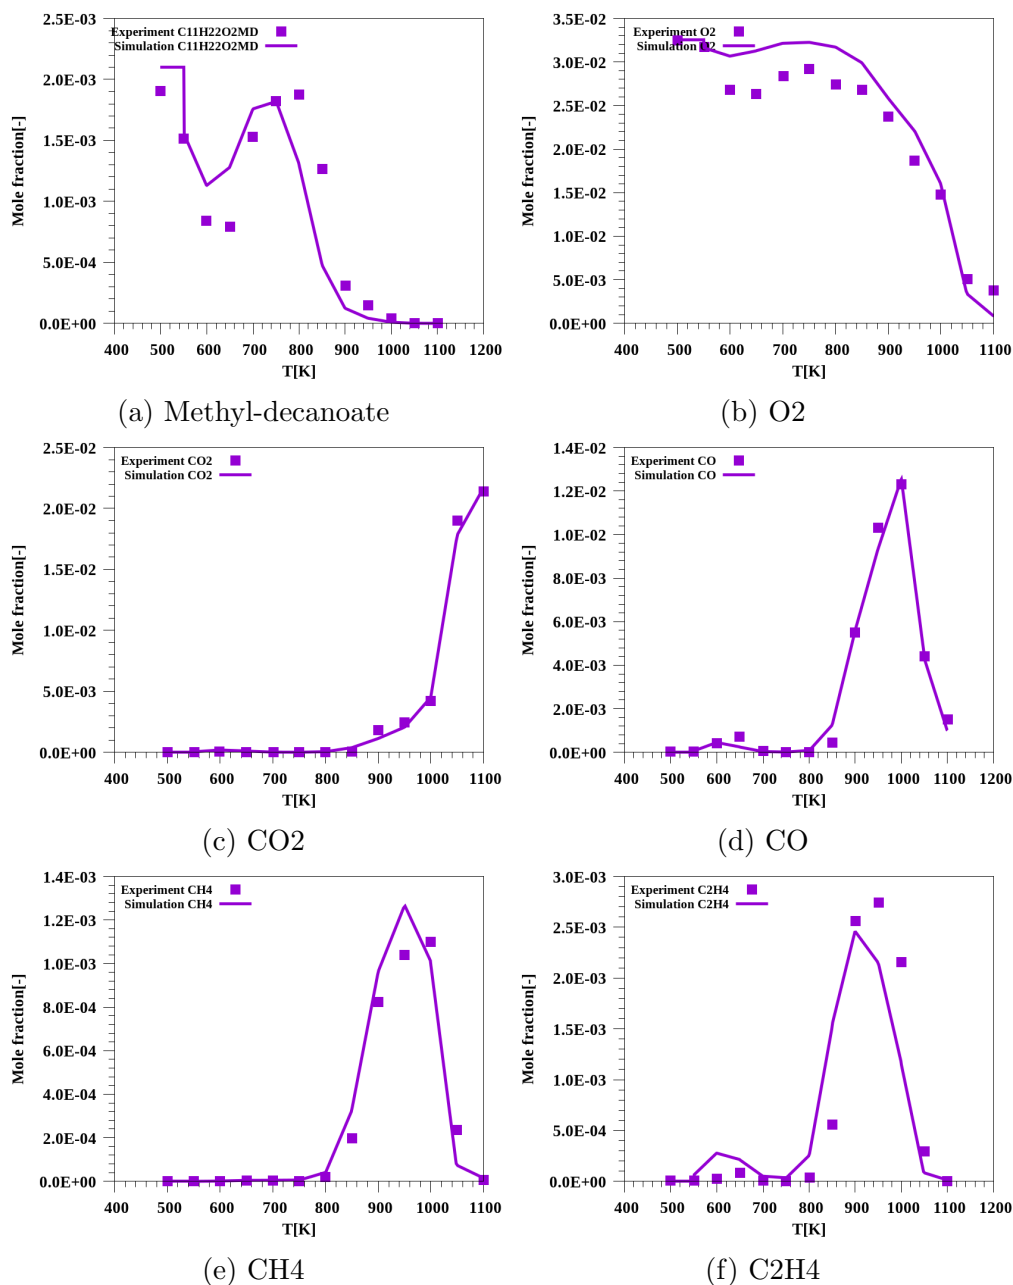 2.5E-03
2.0E-03
1.5E-03
1.0E-03
5.0E-04
0.0E+00
Mole fraction[-]
Experiment C11H22O2MD
Simulation C11H22O2MD
400 500 600 700 800 900 1000 1100 1200
T[K]
(a) Methyl-decanoate
3.5E-02
3.0E-02
2.5E-02
2.0E-02
1.5E-02
1.0E-02
5.0E-03
0.0E+00
Mole fraction[-]
Experiment O2
Simulation O2
400 500 600 700 800 900 1000 1100
T[K]
(b) O2
2.5E-02
2.0E-02
1.5E-02
1.0E-02
5.0E-03
0.0E+00
Mole fraction[-]
Experiment CO2
Simulation CO2
400 500 600 700 800 900 1000 1100
T[K]
(c) CO2
1.4E-02
1.2E-02
1.0E-02
8.0E-03
6.0E-03
4.0E-03
2.0E-03
0.0E+00
Mole fraction[-]
Experiment CO
Simulation CO
400 500 600 700 800 900 1000 1100 1200
T[K]
(d) CO
1.4E-03
1.2E-03
1.0E-03
8.0E-04
6.0E-04
4.0E-04
2.0E-04
0.0E+00
Mole fraction[-]
Experiment CH4
Simulation CH4
400 500 600 700 800 900 1000 1100
T[K]
(e) CH4
3.0E-03
2.5E-03
2.0E-03
1.5E-03
1.0E-03
5.0E-04
0.0E+00
Mole fraction[-]
Experiment C2H4
Simulation C2H4
400 500 600 700 800 900 1000 1100 1200
T[K]
(f) C2H4